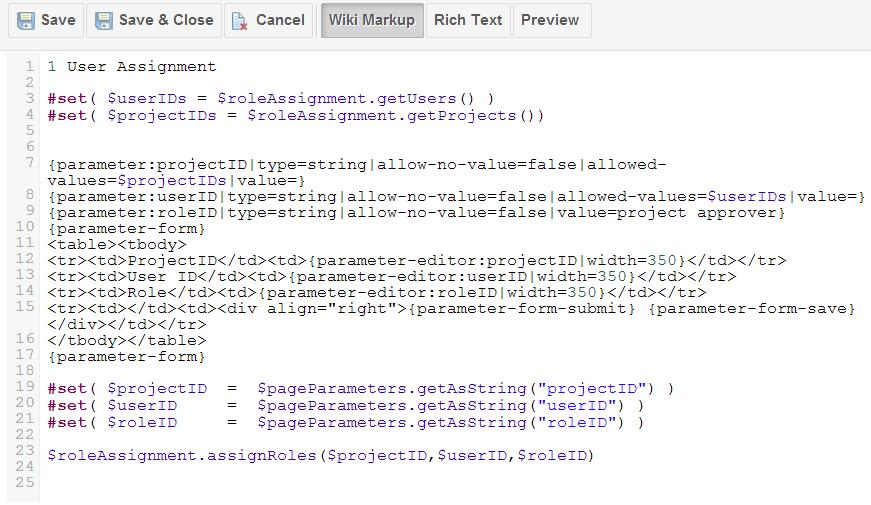 Save Save & Close Cancel Wiki Markup Rich Text Preview
1 1 User Assignment
2
3 #set( $userIDs = $roleAssignment.getUsers() )
4 #set( $projectIDs = $roleAssignment.getProjects())
5
6
7 {parameter:projectID|type=string|allow-no-value=false|allowed-
values=$projectIDs|value=}
8 {parameter:userID|type=string|allow-no-value=false|allowed-values=$userIDs|value=}
9 {parameter:roleID|type=string|allow-no-value=false|value=project approver}
10 {parameter-form}
11 <table><tbody>
12 <tr><td>ProjectID</td><td>{parameter-editor:projectID|width=350}</td></tr>
13 <tr><td>User ID</td><td>{parameter-editor:userID|width=350}</td></tr>
14 <tr><td>Role</td><td>{parameter-editor:roleID|width=350}</td></tr>
15 <tr><td></td><td><div align="right">{parameter-form-submit} {parameter-form-save}
</div></td></tr>
16 </tbody></table>
17 {parameter-form}
18
19 #set( $projectID = $pageParameters.getAsString("projectID") )
20 #set( $userID = $pageParameters.getAsString("userID") )
21 #set( $roleID = $pageParameters.getAsString("roleID") )
22
23 $roleAssignment.assignRoles($projectID,$userID,$roleID)
24
25